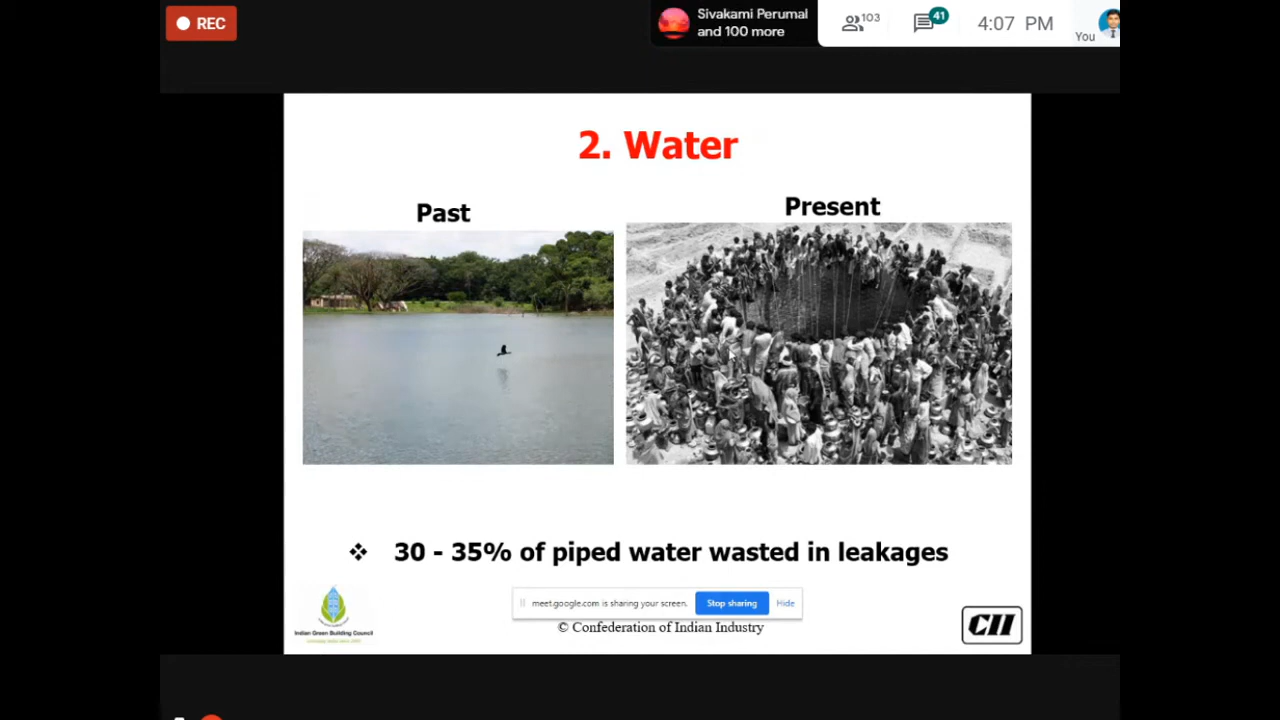 REC
Sivakami Perumal
and 100 more
103
41
4:07 PM
You
2. Water
Past
Present
❖ 30 - 35% of piped water wasted in leakages
meet.google.com is sharing your screen.
Stop sharing
Hide
Indian Green Building Council
© Confederation of Indian Industry
CII